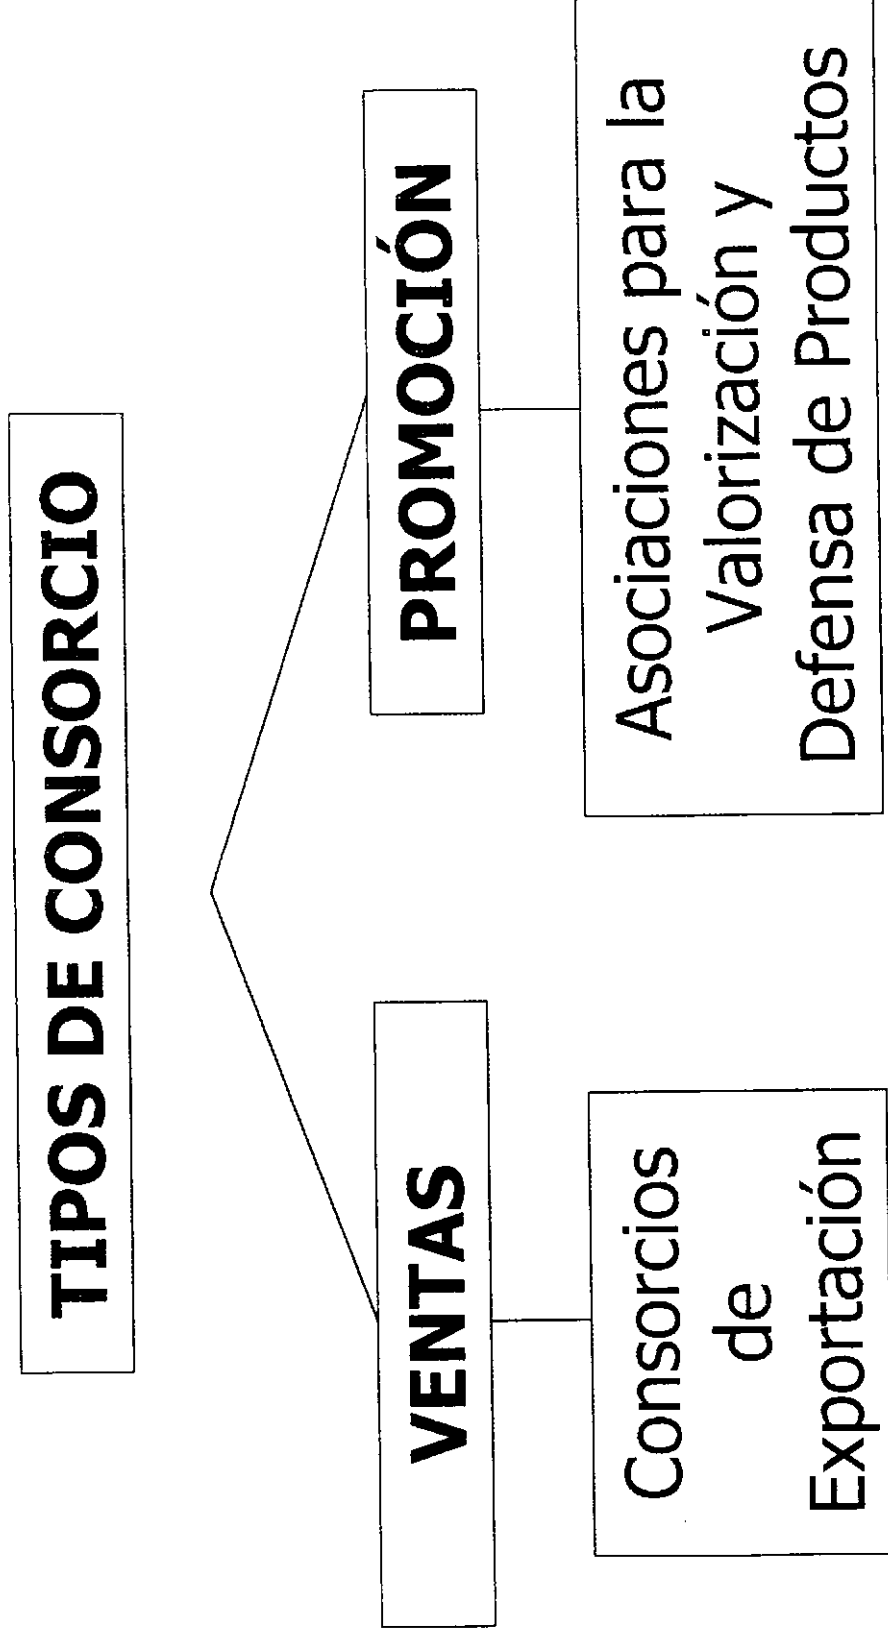 TIPOS DE CONSORCIO
VENTAS
PROMOCIÓN
Consorcios
de
Exportación
Asociaciones para la
Valorización y
Defensa de Productos